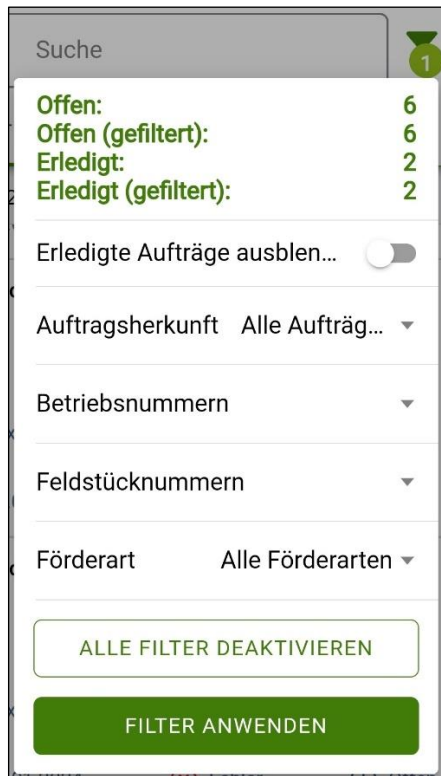 Suche
1
Offen: 6
Offen (gefiltert): 6
Erledigt: 2
Erledigt (gefiltert): 2
Erledigte Aufträge ausblen...
Auftragsherkunft Alle Aufträg...
Betriebsnummern
Feldstücknummern
Förderart Alle Förderarten
ALLE FILTER DEAKTIVIEREN
FILTER ANWENDEN